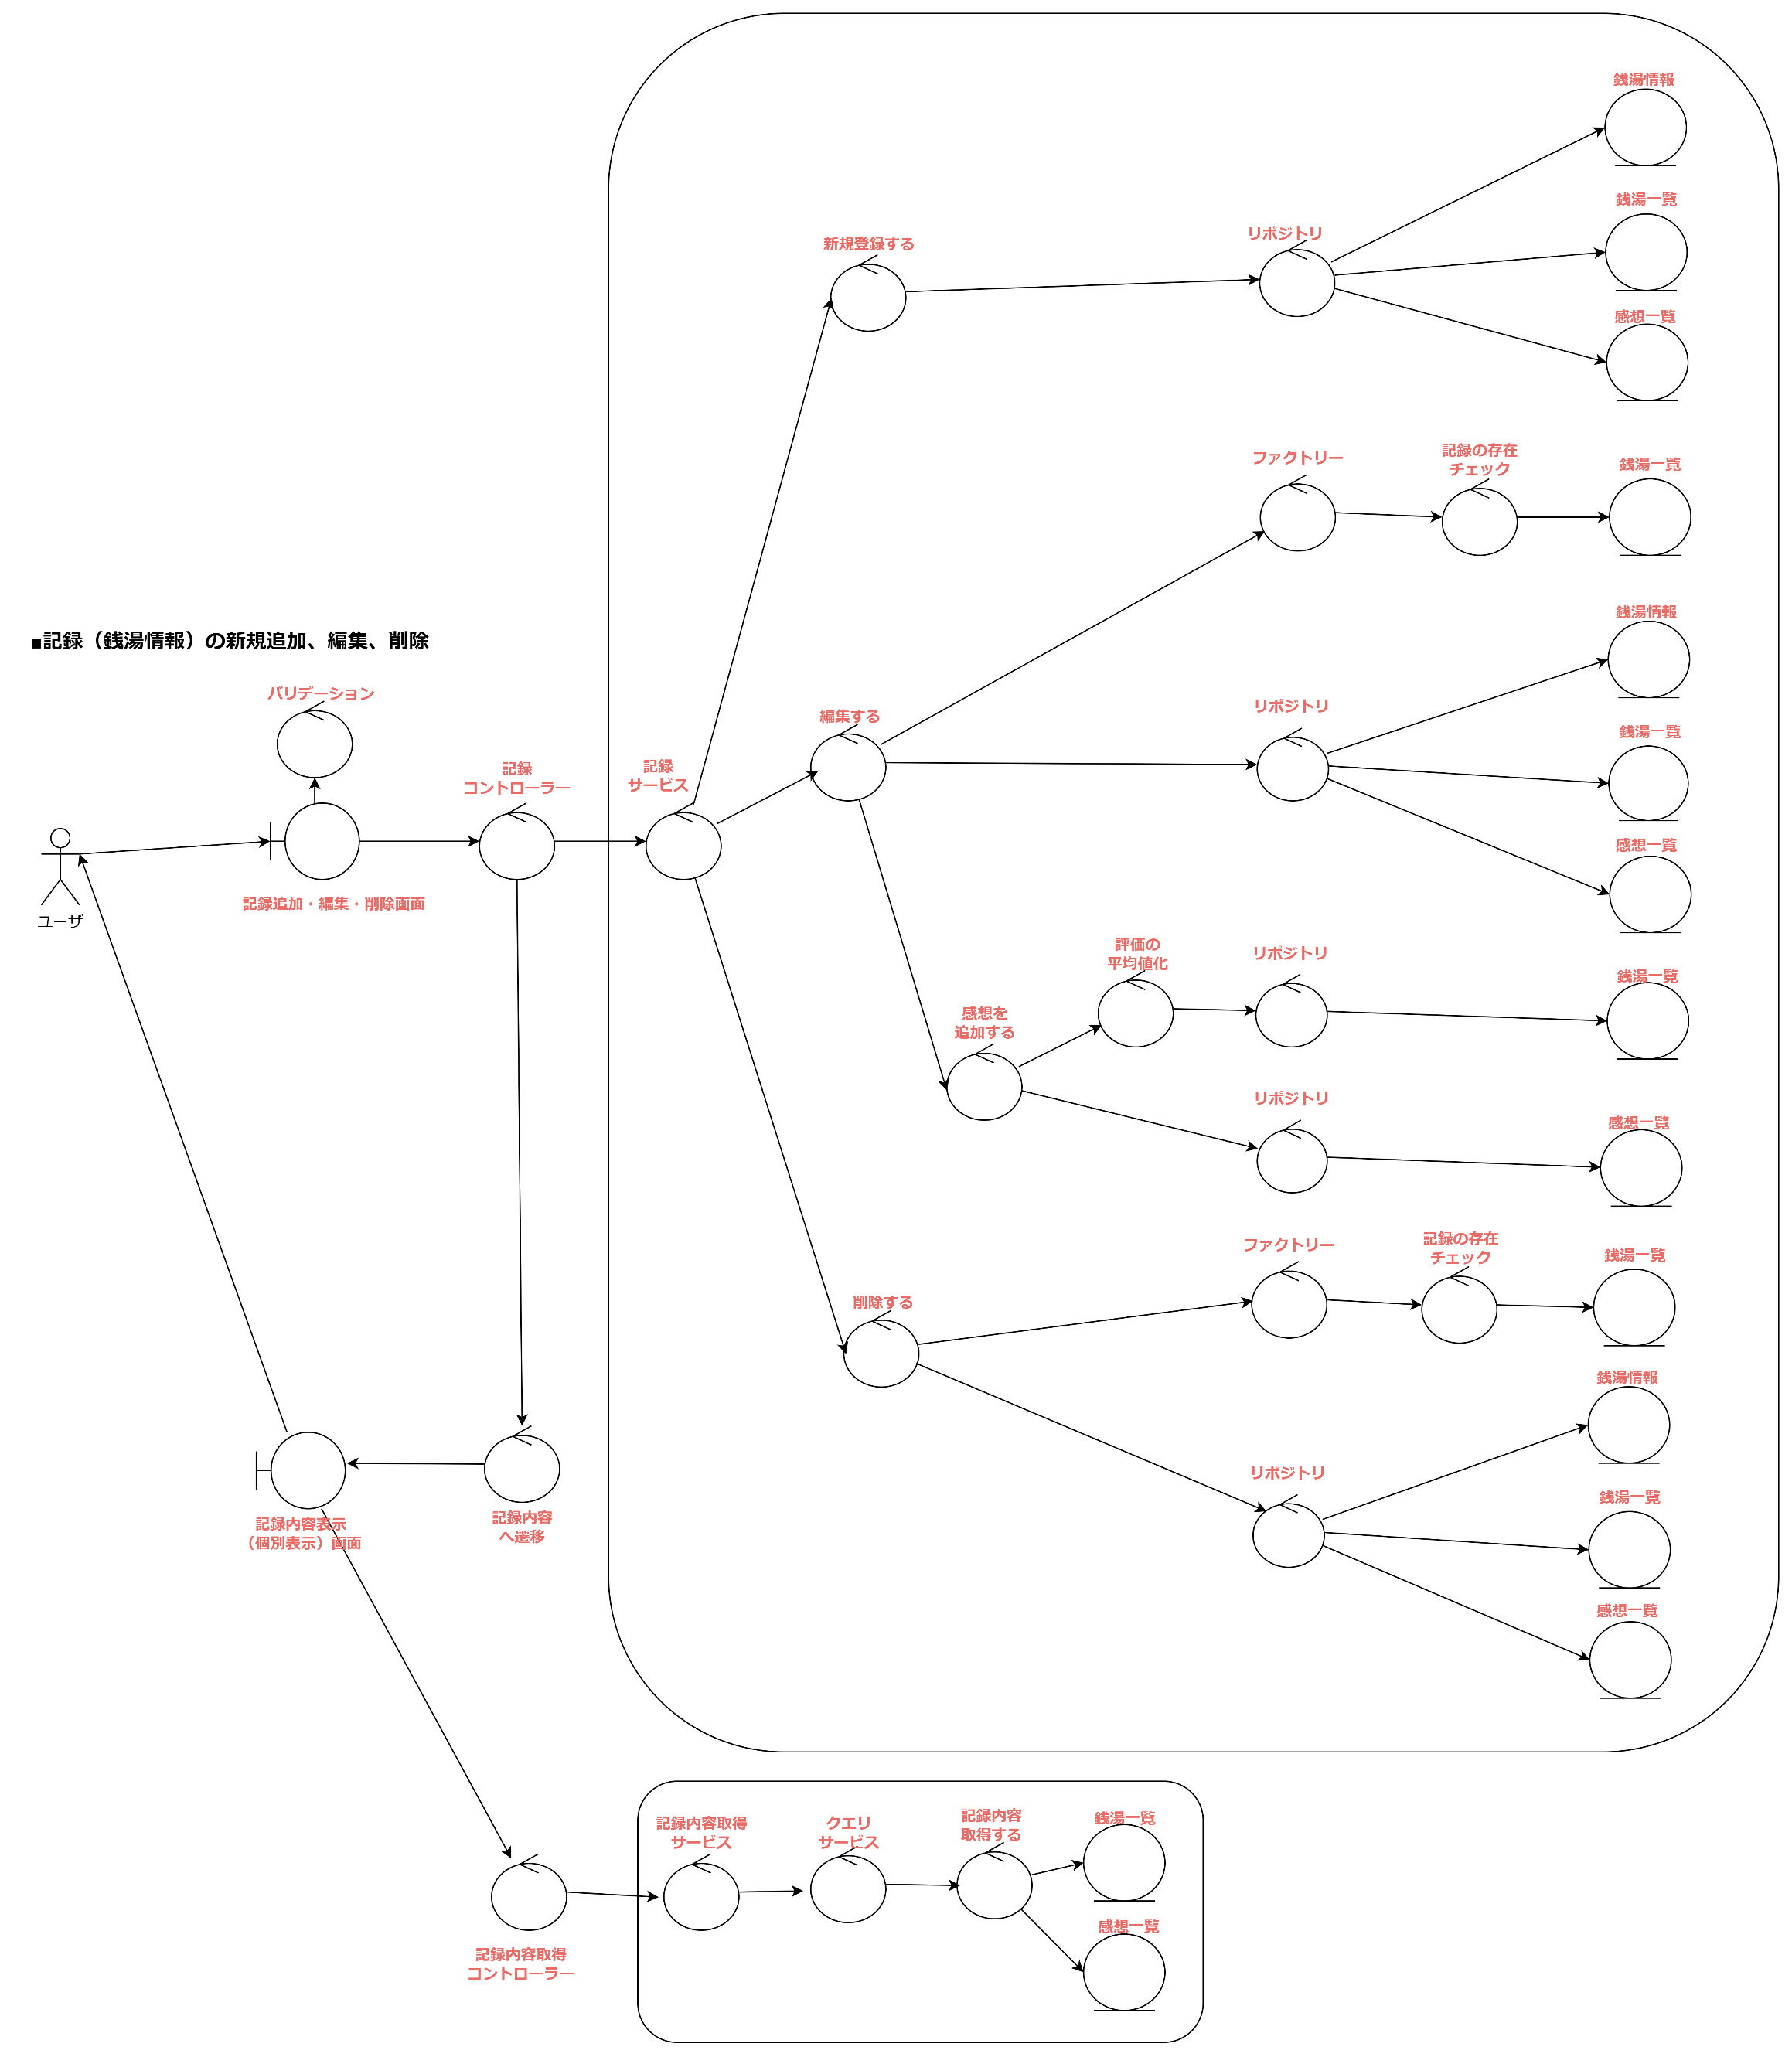 銭湯情報
銭湯一覧
新規登録する
リポジトリ
感想一覧
ファクトリー
記録の存在
チェック
銭湯一覧
■記録（銭湯情報）の新規追加、編集、削除
バリデーション
銭湯情報
編集する
リポジトリ
銭湯一覧
記録
コントローラー
記録
サービス
感想一覧
記録追加・編集・削除画面
ユーザ
評価の
平均値化
リポジトリ
銭湯一覧
感想を
追加する
リポジトリ
感想一覧
ファクトリー
記録の存在
チェック
銭湯一覧
削除する
銭湯情報
リポジトリ
銭湯一覧
記録内容表示
（個別表示）画面
記録内容
へ遷移
感想一覧
記録内容取得
サービス
クエリ
サービス
記録内容
取得する
銭湯一覧
感想一覧
記録内容取得
コントローラー